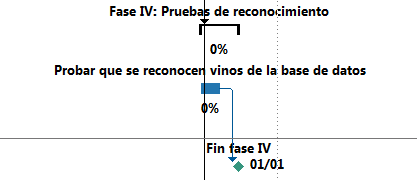 Fase IV: Pruebas de reconocimiento
0%
Probar que se reconocen vinos de la base de datos
0%
Fin fase IV
01/01